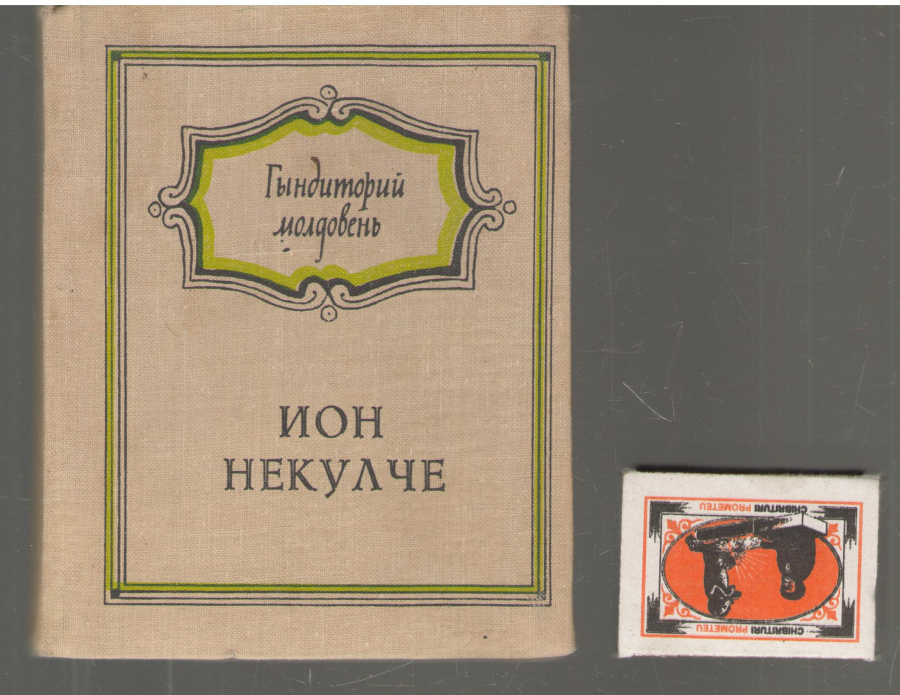 Гындиторий
молдовень
ИОН
НЕКУЛЧЕ
CHIBRITURI PROMETEU
CHIBRITURI PROMETEU